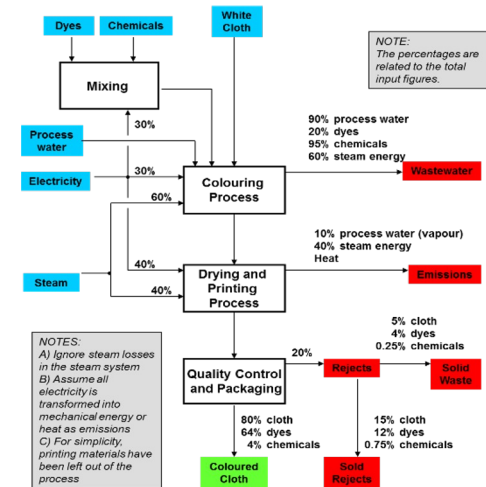 White
Cloth
Dyes
Chemicals
NOTE:
The percentages are
related to the total
input figures.
Mixing
30%
Process
water
90% process water
20% dyes
95% chemicals
60% steam energy
Wastewater
Electricity
30%
Colouring
Process
60%
10% process water (vapour)
40% steam energy
Heat
Emissions
40%
Drying and
Printing
Process
Steam
40%
NOTES:
A) Ignore steam losses
in the steam system
B) Assume all
electricity is
transformed into
mechanical energy or
heat as emissions
C) For simplicity,
printing materials have
been left out of the
process
Quality Control
and Packaging
20%
Rejects
5% cloth
4% dyes
0.25% chemicals
Solid
Waste
80% cloth
64% dyes
4% chemicals
Coloured
Cloth
15% cloth
12% dyes
0.75% chemicals
Sold
Rejects